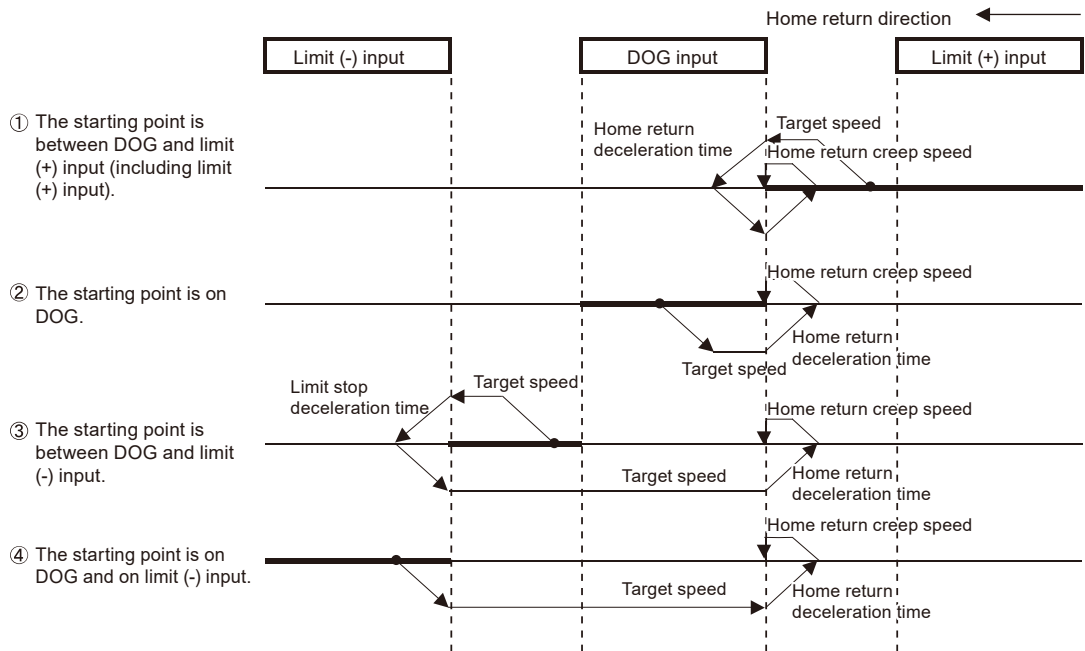 Home return direction
Limit (-) input
DOG input
Limit (+) input
① The starting point is
between DOG and limit
(+) input (including limit
(+) input).
Home return
deceleration time
Target speed
Home return creep speed
② The starting point is on
DOG.
Home return creep speed
Home return
deceleration time
Target speed
Limit stop
deceleration time
Target speed
③ The starting point is
between DOG and limit
(-) input.
Home return creep speed
Target speed
Home return
deceleration time
④ The starting point is on
DOG and on limit (-) input.
Home return creep speed
Target speed
Home return
deceleration time